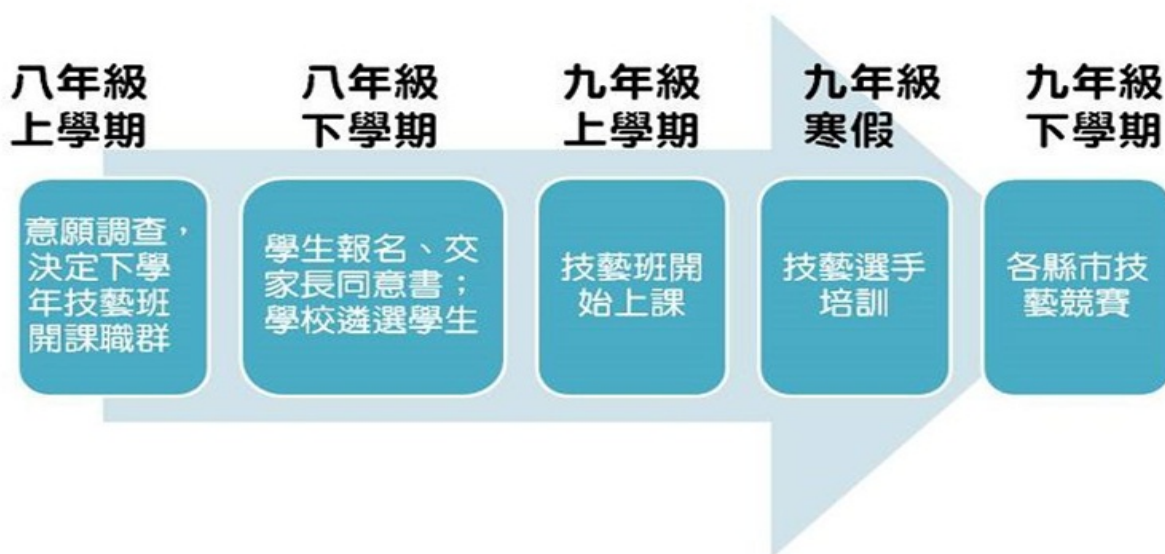 八年級
上學期
八年級
下學期
九年級
上學期
九年級
寒假
九年級
下學期
意願調查，
決定下學
年技藝班
開課職群
學生報名、交
家長同意書；
學校遴選學生
技藝班開
始上課
技藝選手
培訓
各縣市技
藝競賽